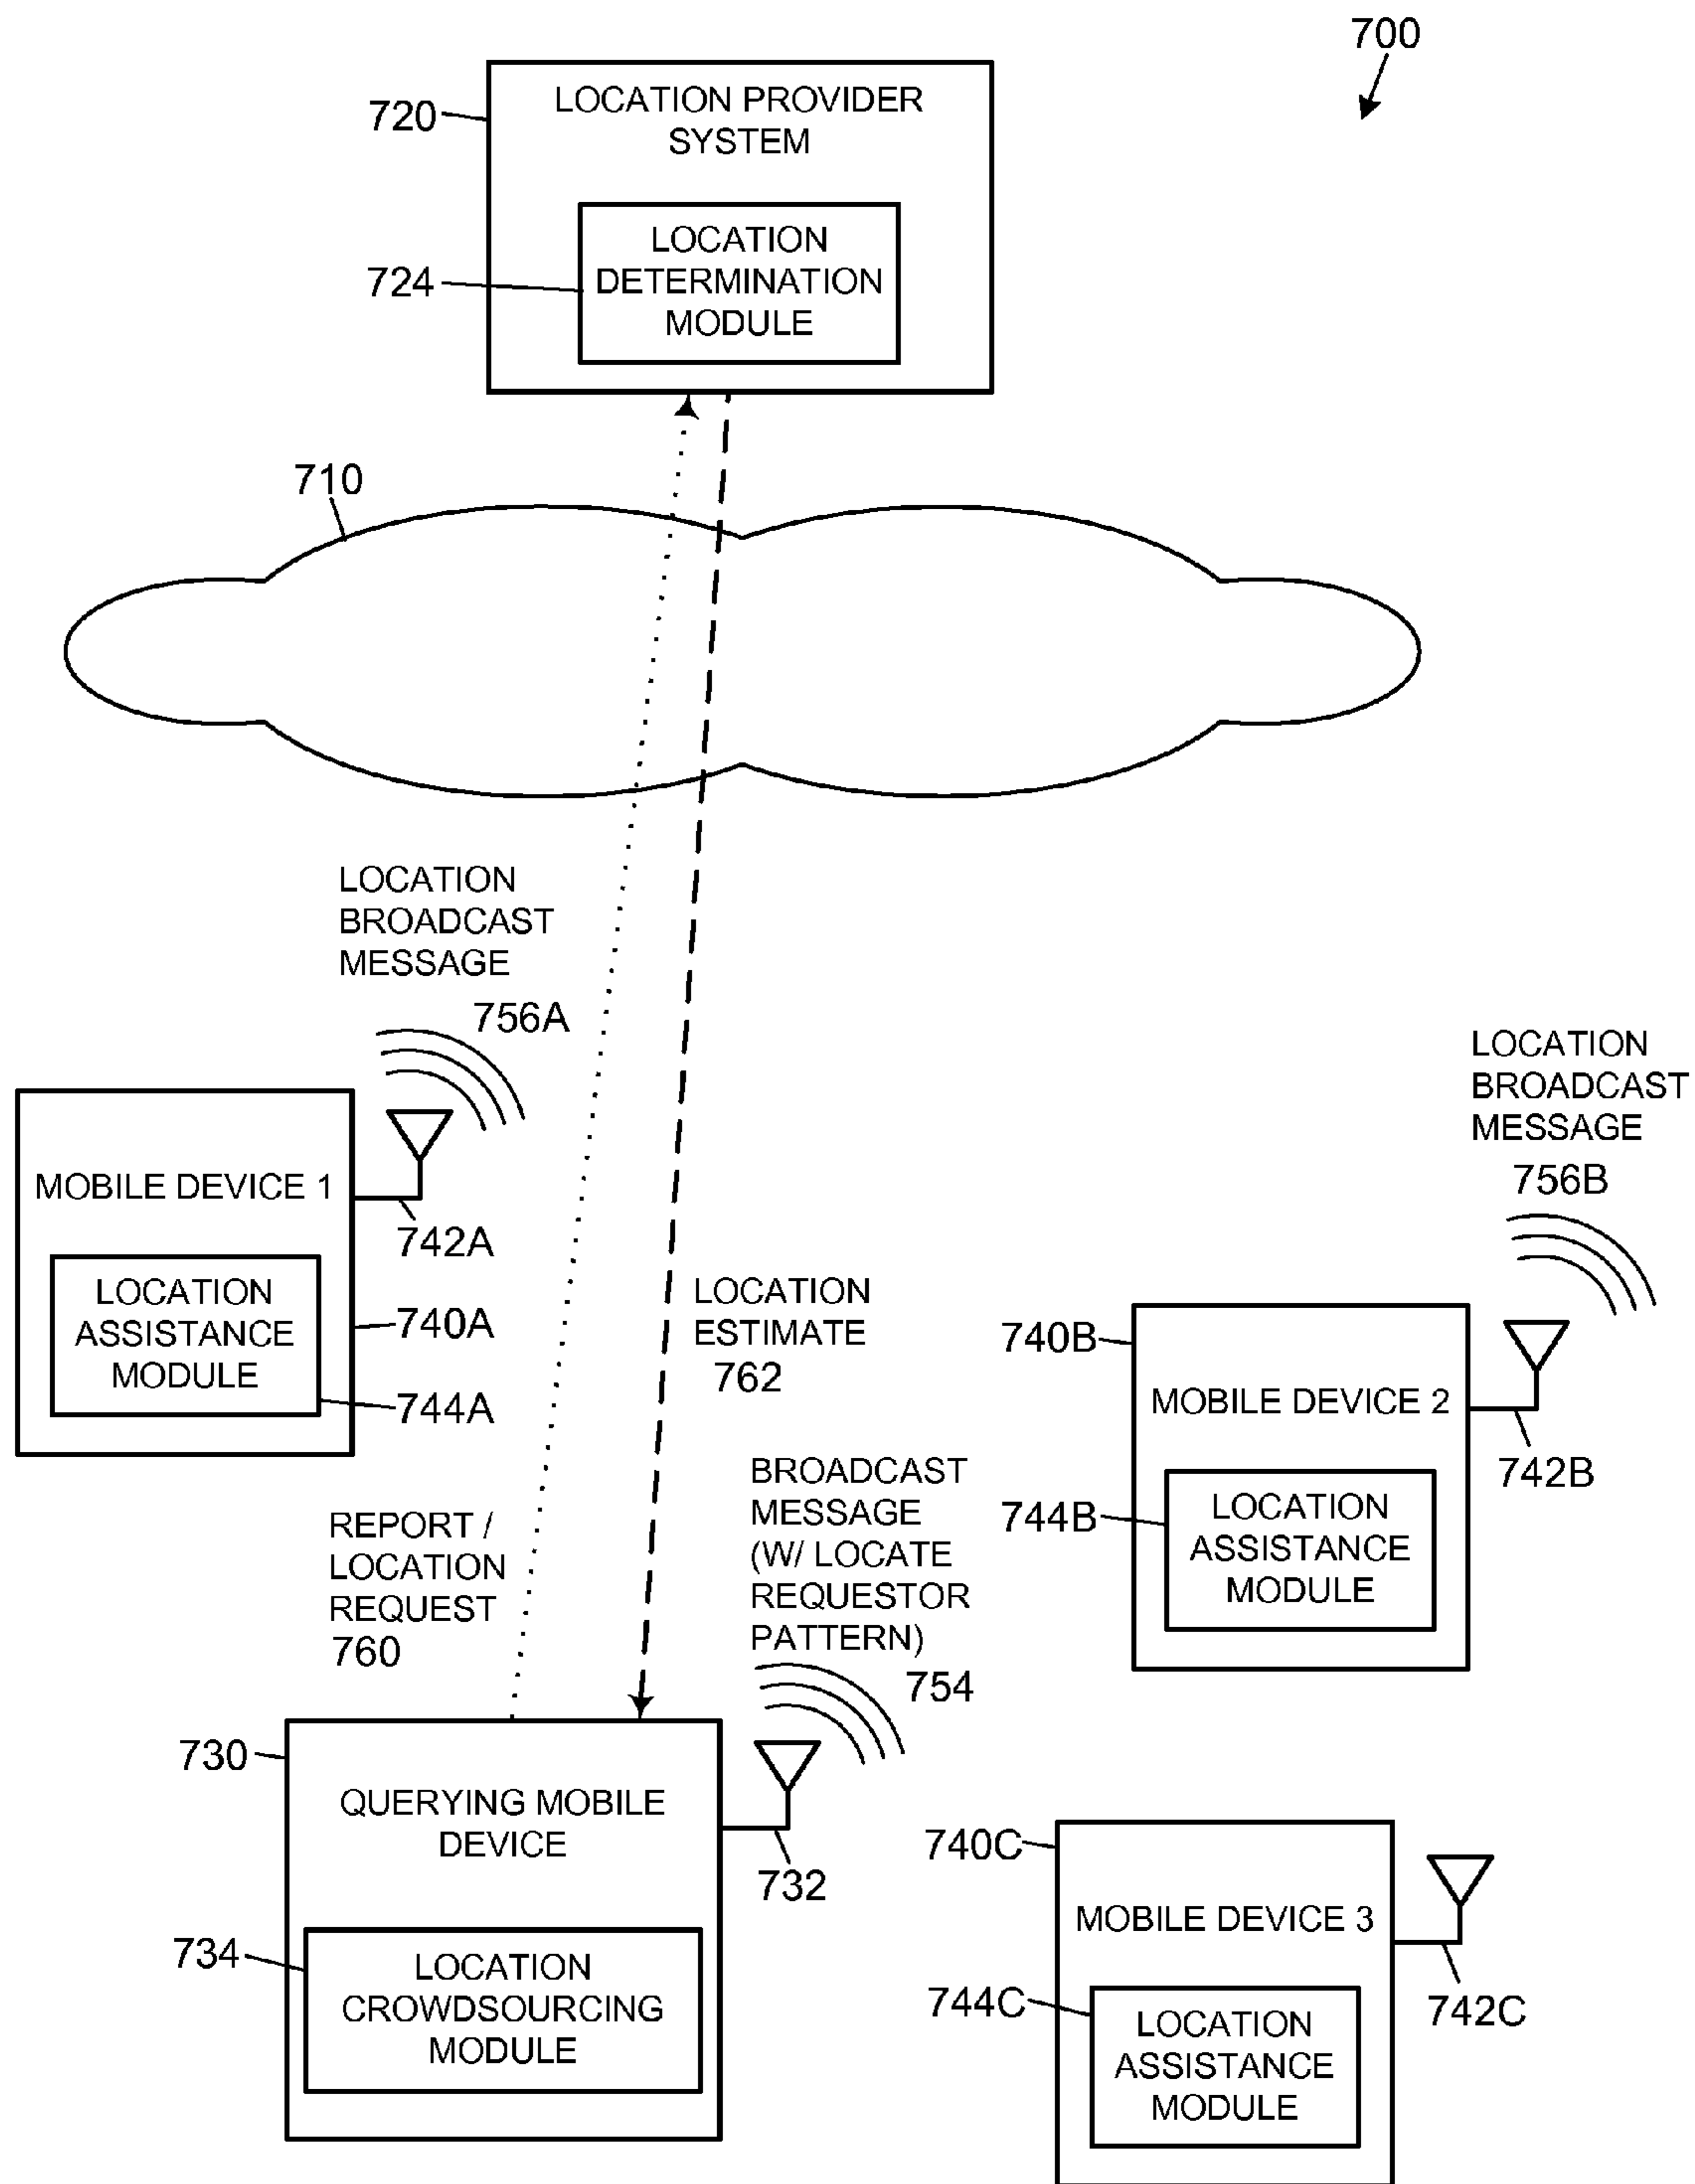 700
720
LOCATION PROVIDER
SYSTEM
724
LOCATION
DETERMINATION
MODULE
710
LOCATION
BROADCAST
MESSAGE
756A
MOBILE DEVICE 1
742A
LOCATION
ASSISTANCE
MODULE
740A
744A
LOCATION
BROADCAST
MESSAGE
756B
LOCATION
ESTIMATE
762
740B
MOBILE DEVICE 2
742B
744B
LOCATION
ASSISTANCE
MODULE
REPORT /
LOCATION
REQUEST
760
BROADCAST
MESSAGE
(W/ LOCATE
REQUESTOR
PATTERN)
754
730
QUERYING MOBILE
DEVICE
732
734
LOCATION
CROWDSOURCING
MODULE
740C
MOBILE DEVICE 3
742C
744C
LOCATION
ASSISTANCE
MODULE